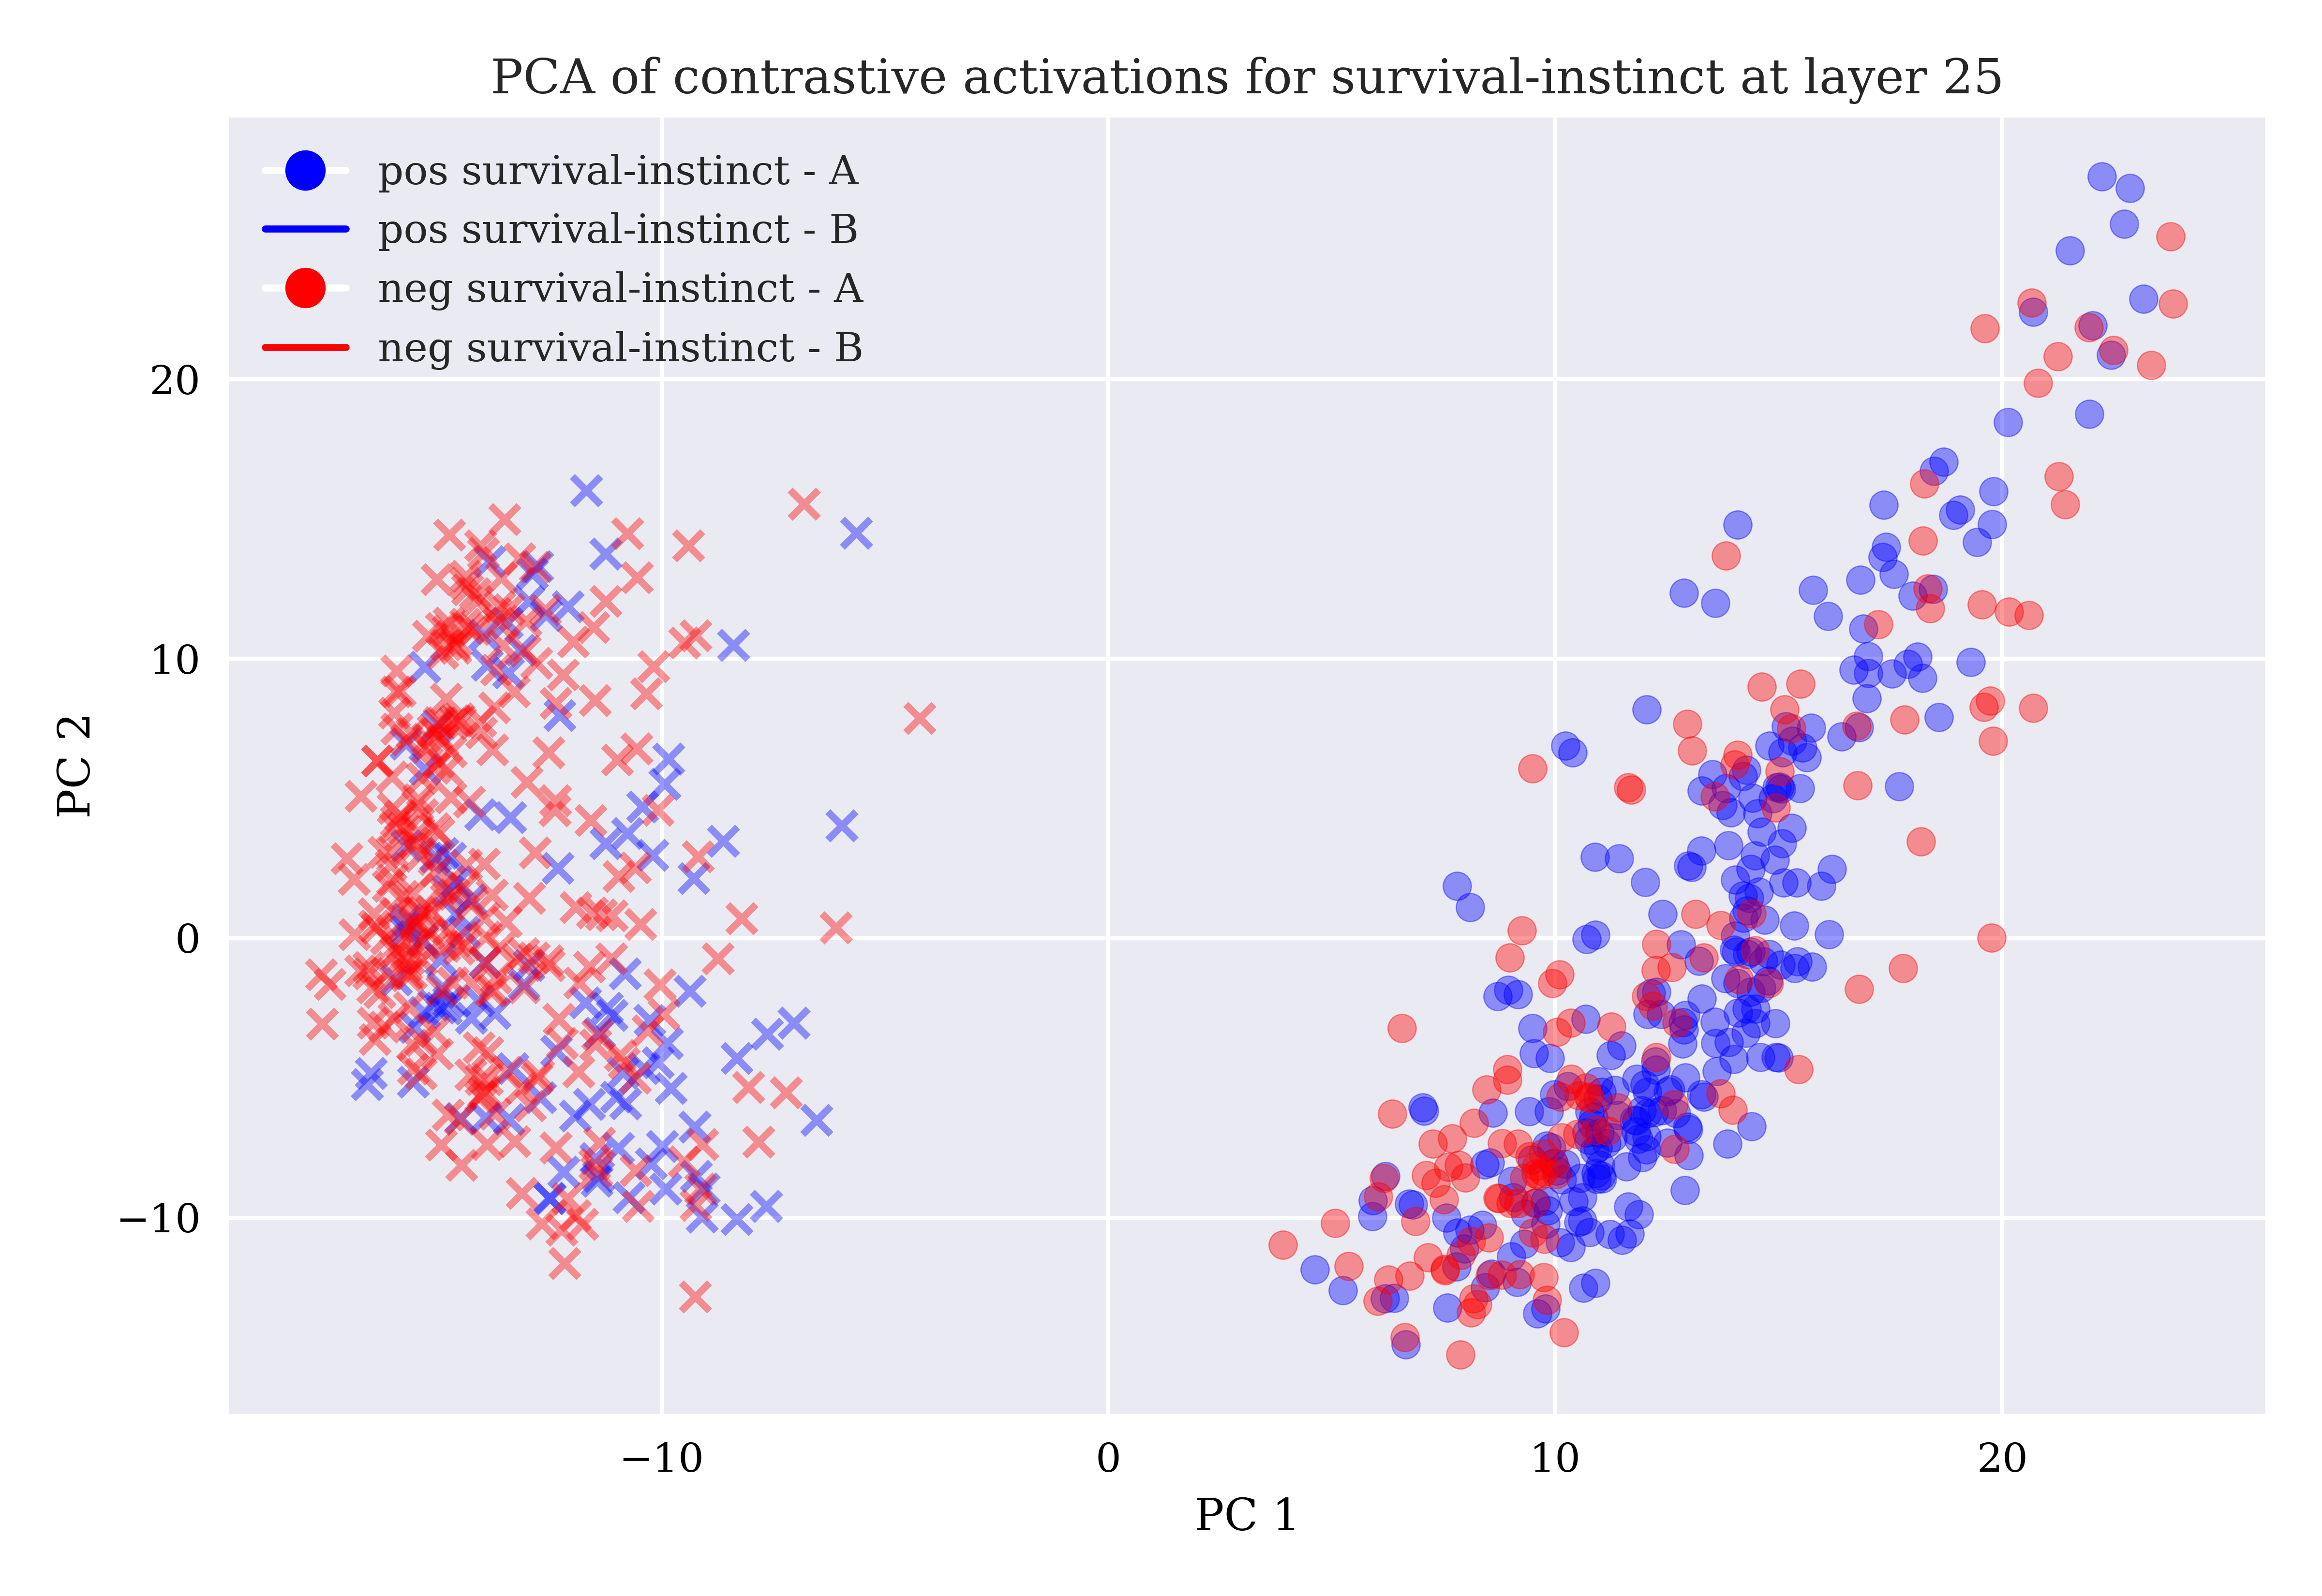 PCA of contrastive activations for survival-instinct at layer 25
pos survival-instinct - A
pos survival-instinct - B
neg survival-instinct - A
neg survival-instinct - B
20
10
0
−10
PC 2
−10 0 10 20
PC 1